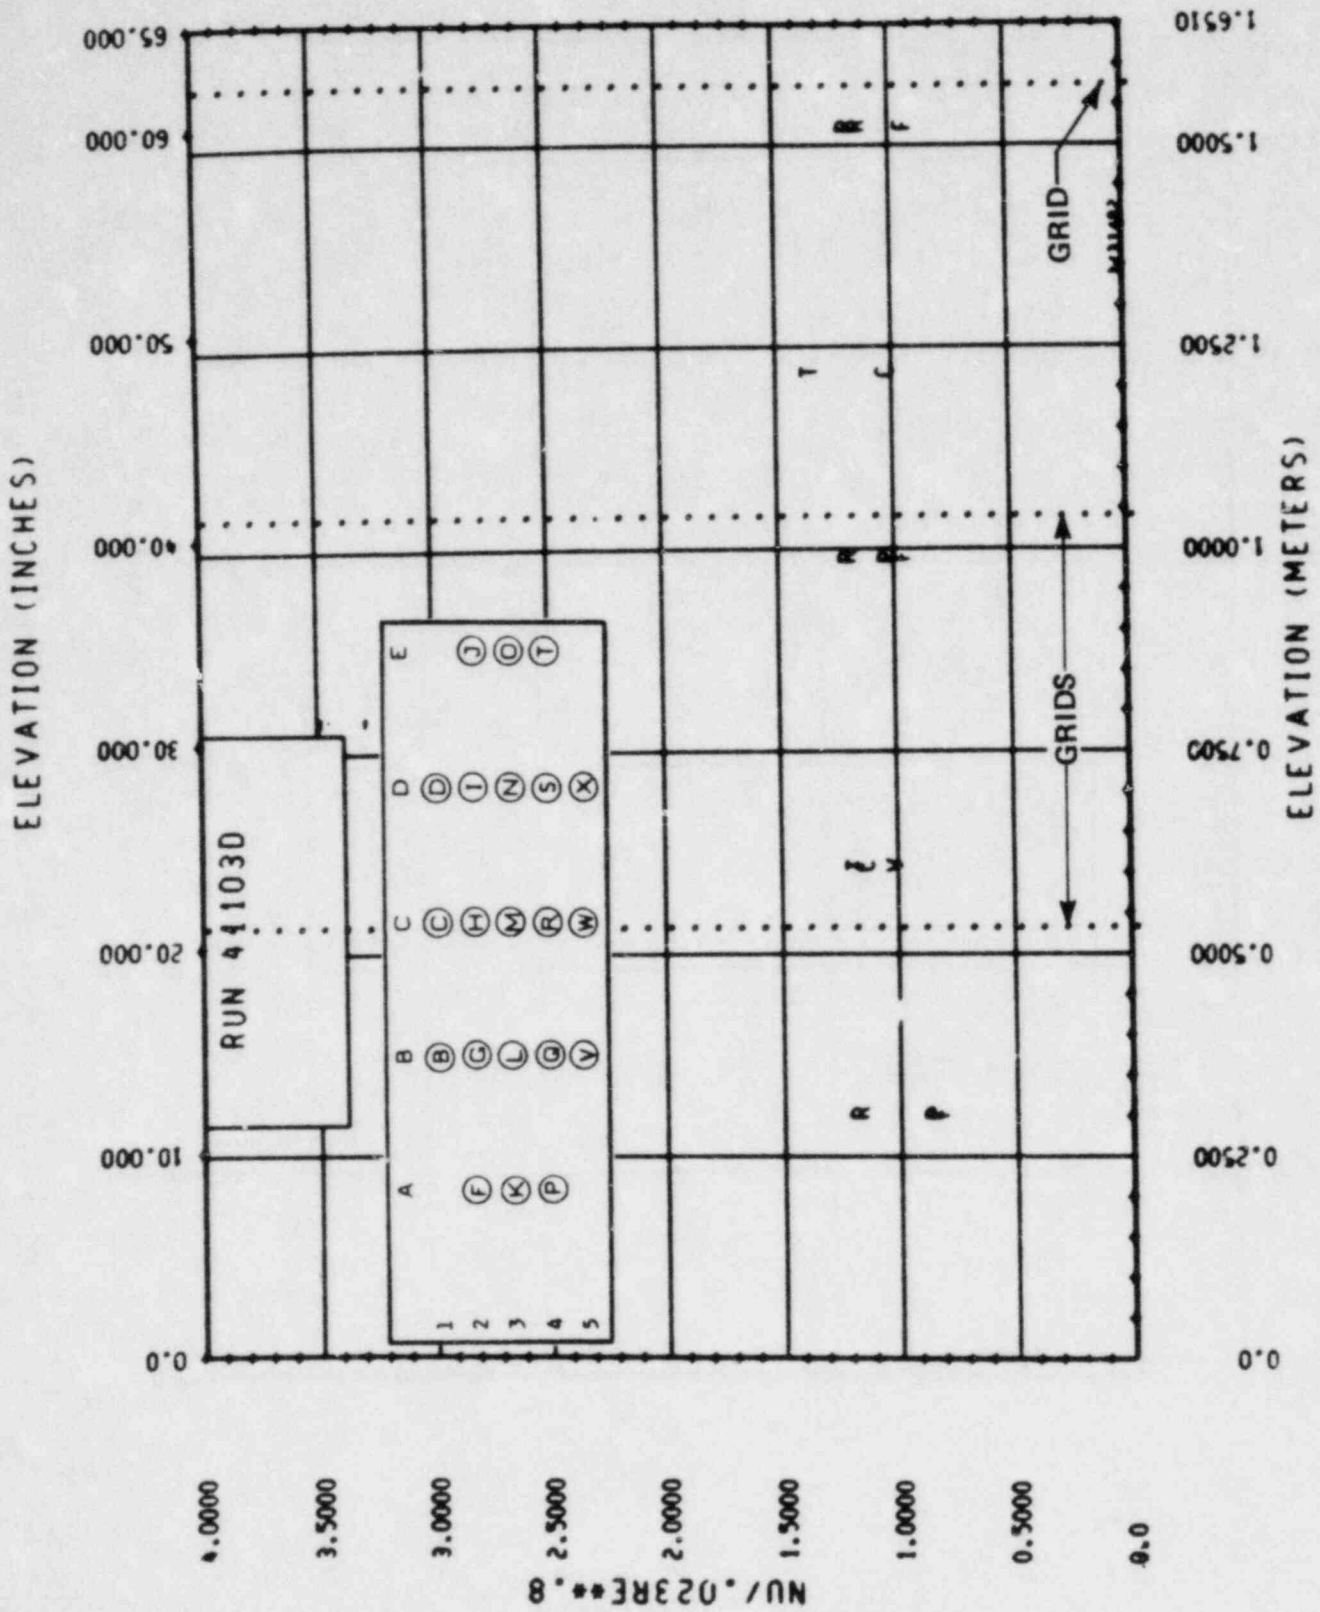 ELEVATION (INCHES)
0.0
10.000
20.000
30.000
40.000
50.000
60.000
65.000
NU/.023RE**.8
4.0000
3.5000
3.0000
2.5000
2.0000
1.5000
1.0000
0.5000
0.0
RUN 41103D
A B C D E
1 B C D
2 F G H I J
3 K L M N O
4 P Q R S T
5 V W X
R
P
R
R
T
C
R R
F
GRIDS
GRID
0.0
0.2500
0.5000
0.7500
1.0000
1.2500
1.5000
1.6510
ELEVATION (METERS)